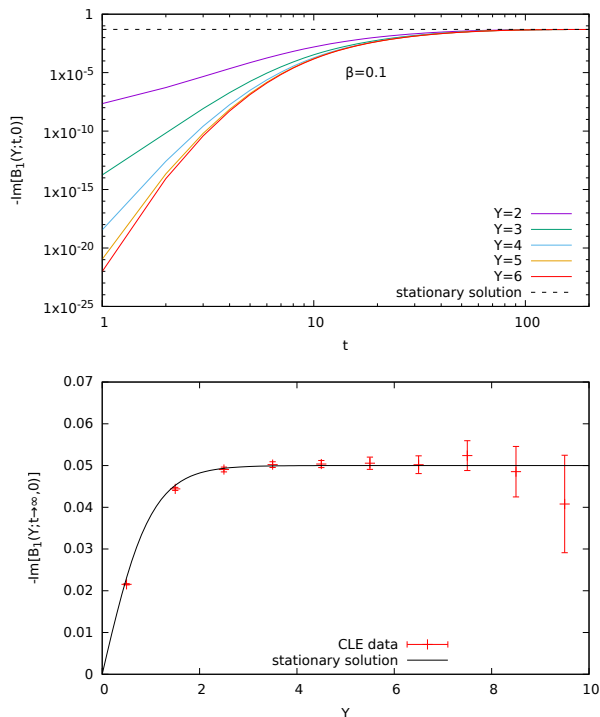 1
1x10-5
1x10-10
1x10-15
1x10-20
1x10-25
-Im[B1(Y;t,0)]
β=0.1
Y=2
Y=3
Y=4
Y=5
Y=6
stationary solution
1 10 100
t
0.07
0.06
0.05
0.04
0.03
0.02
0.01
0
-Im[B1(Y;t→∞,0)]
CLE data
stationary solution
0 2 4 6 8 10
Y